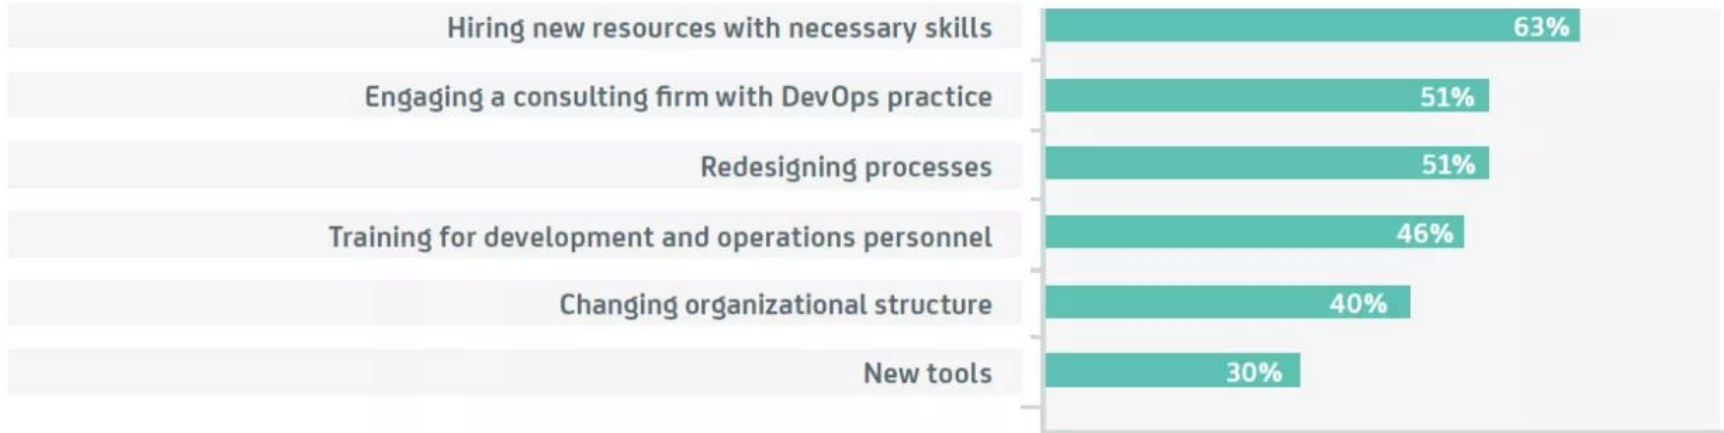 Hiring new resources with necessary skills 63%
Engaging a consulting firm with DevOps practice 51%
Redesigning processes 51%
Training for development and operations personnel 46%
Changing organizational structure 40%
New tools 30%